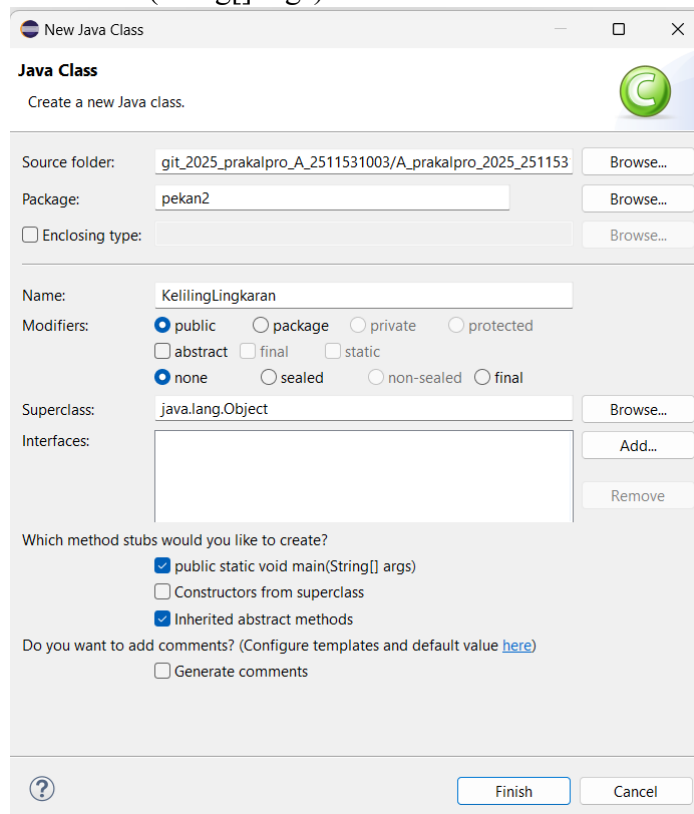 New Java Class
Java Class
Create a new Java class.
C
Source folder: git_2025_prakalpro_A_2511531003/A_prakalpro_2025_251153 Browse...
Package: pekan2 Browse...
Enclosing type: Browse...
Name: KelilingLingkaran
Modifiers: public package private protected
abstract final static
none sealed non-sealed final
Superclass: java.lang.Object Browse...
Interfaces: Add...
Remove
Which method stubs would you like to create?
public static void main(String[] args)
Constructors from superclass
Inherited abstract methods
Do you want to add comments? (Configure templates and default value here)
Generate comments
? Finish Cancel